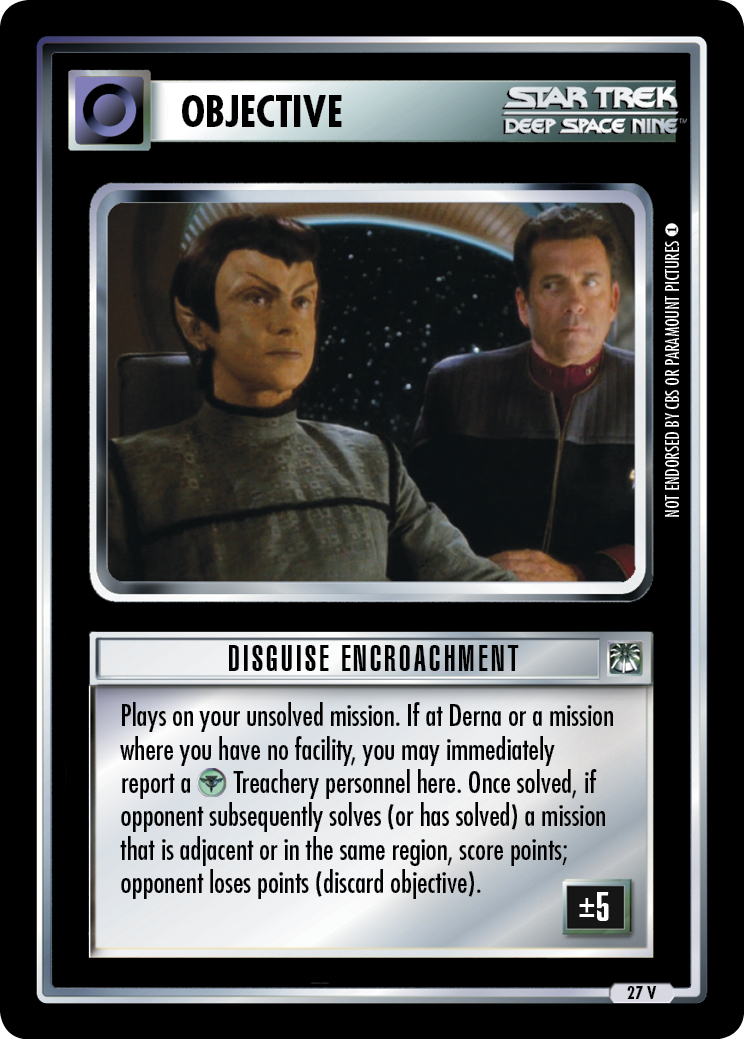 OBJECTIVE
STAR TREK
DEEP SPACE NINE™
NOT ENDORSED BY CBS OR PARAMOUNT PICTURES 1
DISGUISE ENCROACHMENT
Plays on your unsolved mission. If at Derna or a mission
where you have no facility, you may immediately
report a Treachery personnel here. Once solved, if
opponent subsequently solves (or has solved) a mission
that is adjacent or in the same region, score points;
opponent loses points (discard objective).
±5
27 V